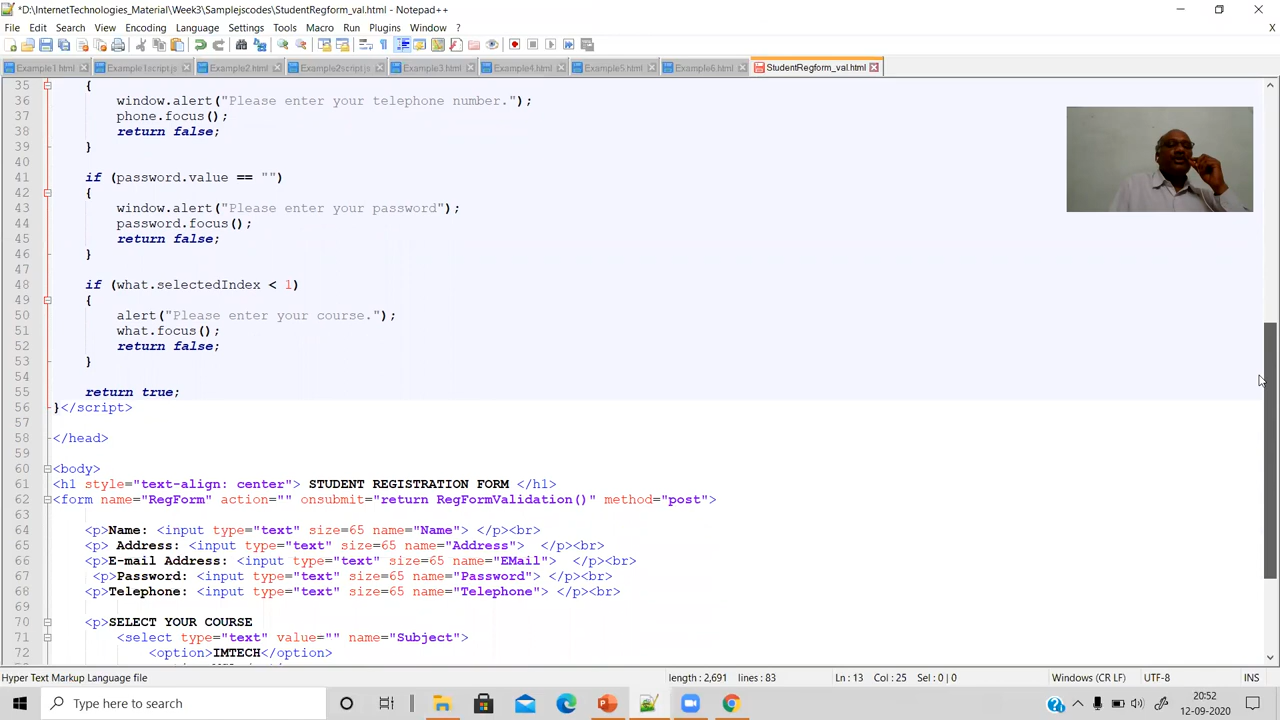 *D:\InternetTechnologies_Material\Week3\Samplejscodes\StudentRegform_val.html - Notepad++
File Edit Search View Encoding Language Settings Tools Macro Run Plugins Window ? X
Example1.html Example1script.js Example2.html Example2script.js Example3.html Example4.html Example5.html Example6.html StudentRegform_val.html
35 {
36 window.alert("Please enter your telephone number.");
37 phone.focus();
38 return false;
39 }
40
41 if (password.value == "")
42 {
43 window.alert("Please enter your password");
44 password.focus();
45 return false;
46 }
47
48 if (what.selectedIndex < 1)
49 {
50 alert("Please enter your course.");
51 what.focus();
52 return false;
53 }
54
55 return true;
56 }</script>
57
58 </head>
59
60 <body>
61 <h1 style="text-align: center"> STUDENT REGISTRATION FORM </h1>
62 <form name="RegForm" action="" onsubmit="return RegFormValidation()" method="post">
63
64 <p>Name: <input type="text" size=65 name="Name"> </p><br>
65 <p> Address: <input type="text" size=65 name="Address"> </p><br>
66 <p>E-mail Address: <input type="text" size=65 name="EMail"> </p><br>
67 <p>Password: <input type="text" size=65 name="Password"> </p><br>
68 <p>Telephone: <input type="text" size=65 name="Telephone"> </p><br>
69
70 <p>SELECT YOUR COURSE
71 <select type="text" value="" name="Subject">
72 <option>IMTECH</option>
Hyper Text Markup Language file length : 2,691 lines : 83 Ln : 13 Col : 25 Sel : 0 | 0 Windows (CR LF) UTF-8 INS
Type here to search
20:52
12-09-2020